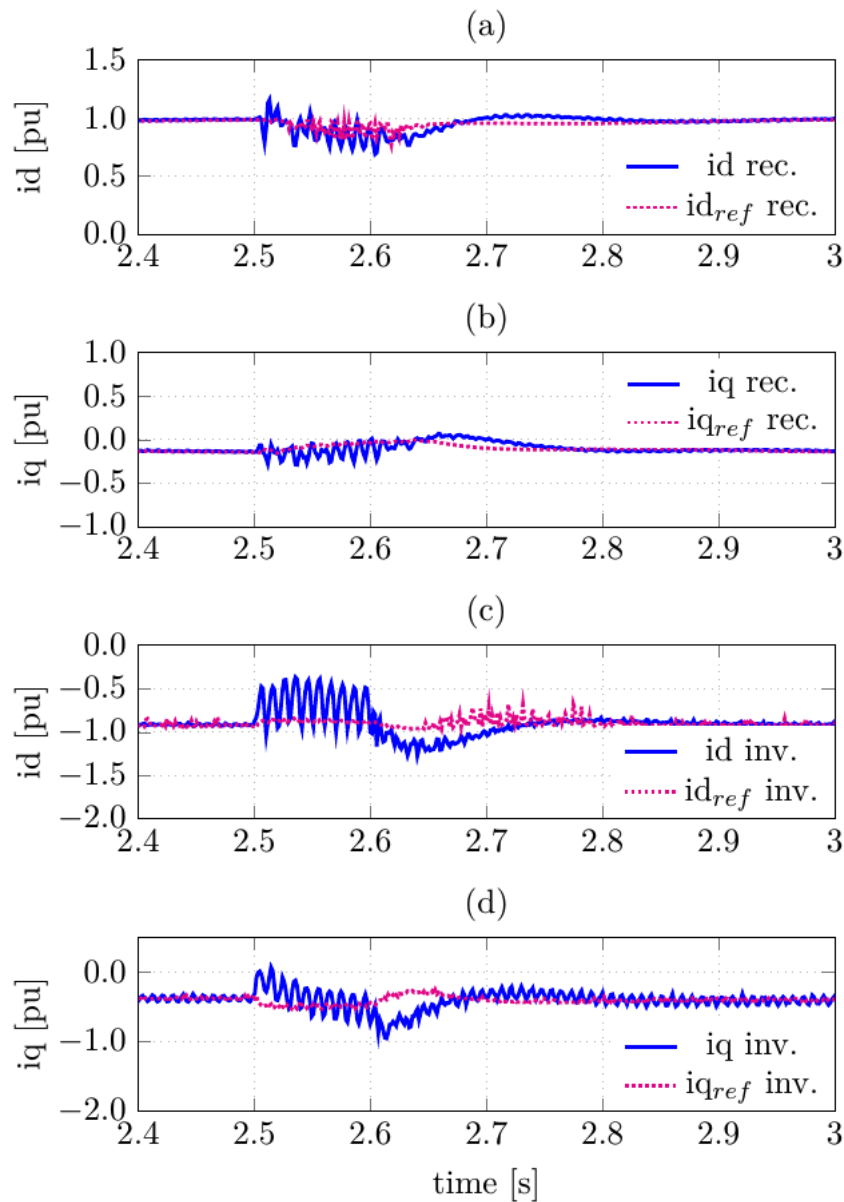 (a)
1.5
1.0
0.5
0.0
id [pu]
id rec.
id_ref rec.
2.4 2.5 2.6 2.7 2.8 2.9 3
(b)
1.0
0.5
0.0
−0.5
−1.0
iq [pu]
iq rec.
iq_ref rec.
2.4 2.5 2.6 2.7 2.8 2.9 3
(c)
0.0
−0.5
−1.0
−1.5
−2.0
id [pu]
id inv.
id_ref inv.
2.4 2.5 2.6 2.7 2.8 2.9 3
(d)
0.0
−1.0
−2.0
iq [pu]
iq inv.
iq_ref inv.
2.4 2.5 2.6 2.7 2.8 2.9 3
time [s]